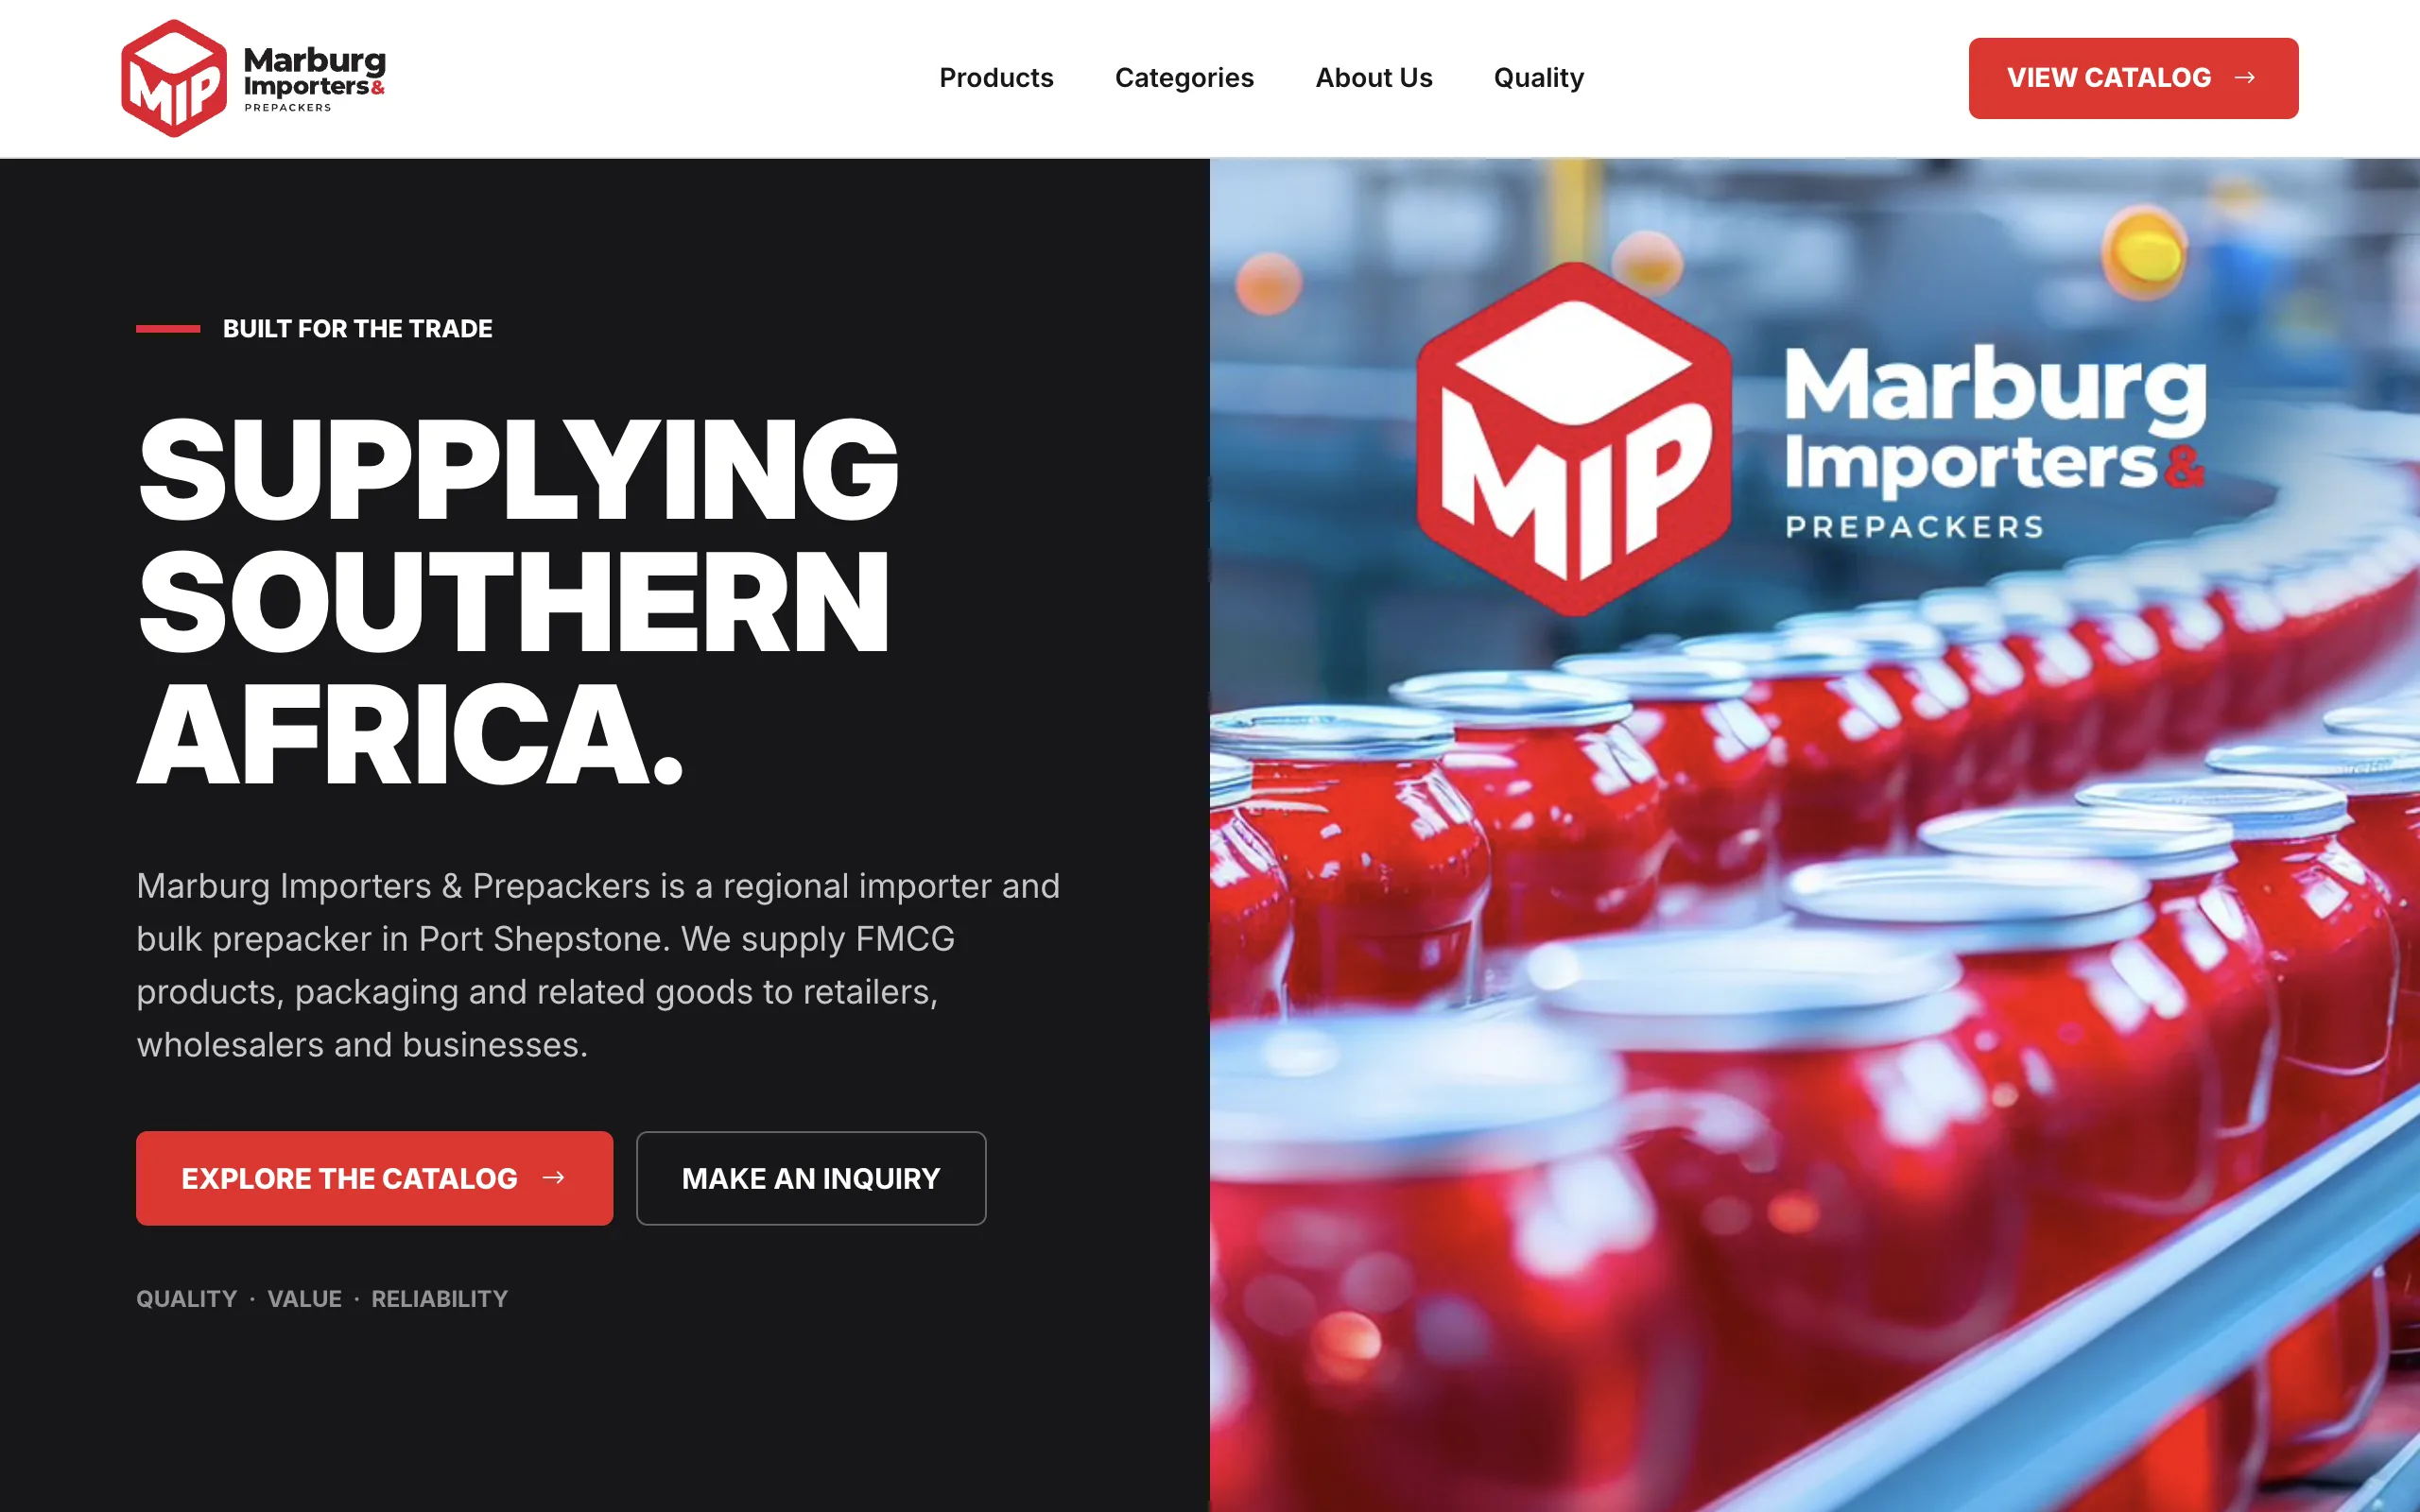 MIP
Marburg
Importers&
PREPACKERS
Products
Categories
About Us
Quality
VIEW CATALOG →
BUILT FOR THE TRADE
SUPPLYING
SOUTHERN
AFRICA.
Marburg Importers & Prepackers is a regional importer and
bulk prepacker in Port Shepstone. We supply FMCG
products, packaging and related goods to retailers,
wholesalers and businesses.
EXPLORE THE CATALOG →
MAKE AN INQUIRY
QUALITY · VALUE · RELIABILITY
MIP
Marburg
Importers&
PREPACKERS